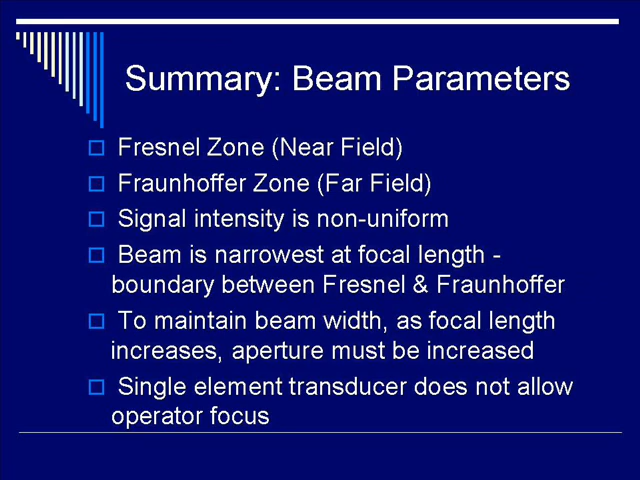 Summary: Beam Parameters
Fresnel Zone (Near Field)
Fraunhoffer Zone (Far Field)
Signal intensity is non-uniform
Beam is narrowest at focal length -
boundary between Fresnel & Fraunhoffer
To maintain beam width, as focal length
increases, aperture must be increased
Single element transducer does not allow
operator focus